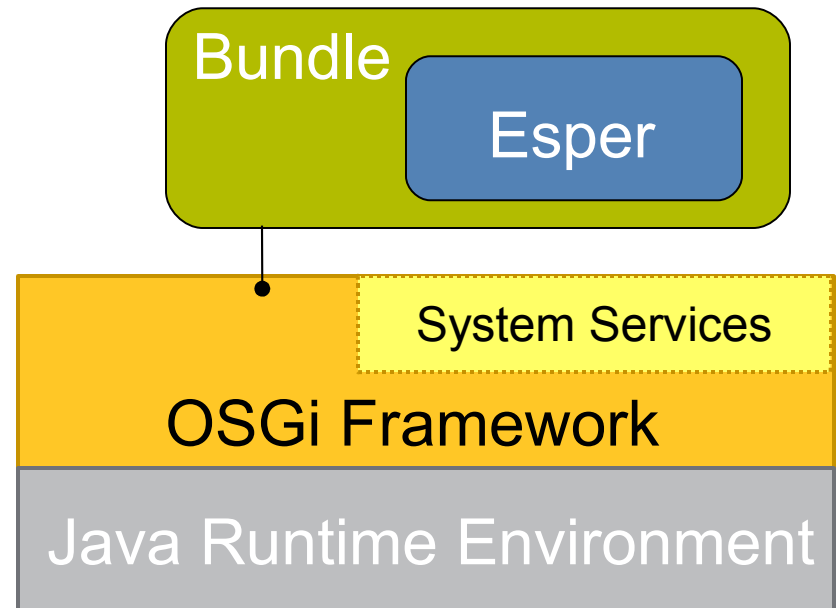 Bundle
Esper
System Services
OSGi Framework
Java Runtime Environment